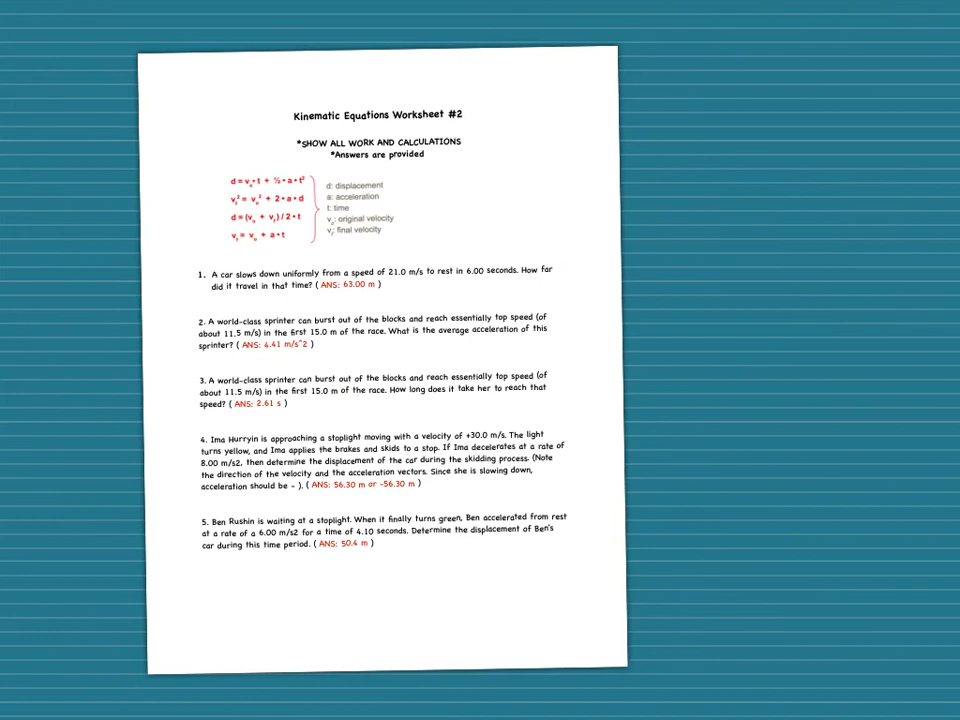 Kinematic Equations Worksheet #2
*SHOW ALL WORK AND CALCULATIONS
*Answers are provided
d = vₒ•t + ½•a•t²
v_f² = vₒ² + 2•a•d
d = (vₒ + v_f)/2•t
v_f = vₒ + a•t
d: displacement
a: acceleration
t: time
vₒ: original velocity
v_f: final velocity
1. A car slows down uniformly from a speed of 21.0 m/s to rest in 6.00 seconds. How far
did it travel in that time? ( ANS: 63.00 m )
2. A world-class sprinter can burst out of the blocks and reach essentially top speed (of
about 11.5 m/s) in the first 15.0 m of the race. What is the average acceleration of this
sprinter? ( ANS: 4.41 m/s^2 )
3. A world-class sprinter can burst out of the blocks and reach essentially top speed (of
about 11.5 m/s) in the first 15.0 m of the race. How long does it take her to reach that
speed? ( ANS: 2.61 s )
4. Ima Hurryin is approaching a stoplight moving with a velocity of +30.0 m/s. The light
turns yellow, and Ima applies the brakes and skids to a stop. If Ima decelerates at a rate of
8.00 m/s2, then determine the displacement of the car during the skidding process. (Note
the direction of the velocity and the acceleration vectors. Since she is slowing down,
acceleration should be - ). ( ANS: 56.30 m or -56.30 m )
5. Ben Rushin is waiting at a stoplight. When it finally turns green, Ben accelerated from rest
at a rate of a 6.00 m/s2 for a time of 4.10 seconds. Determine the displacement of Ben's
car during this time period. ( ANS: 50.4 m )